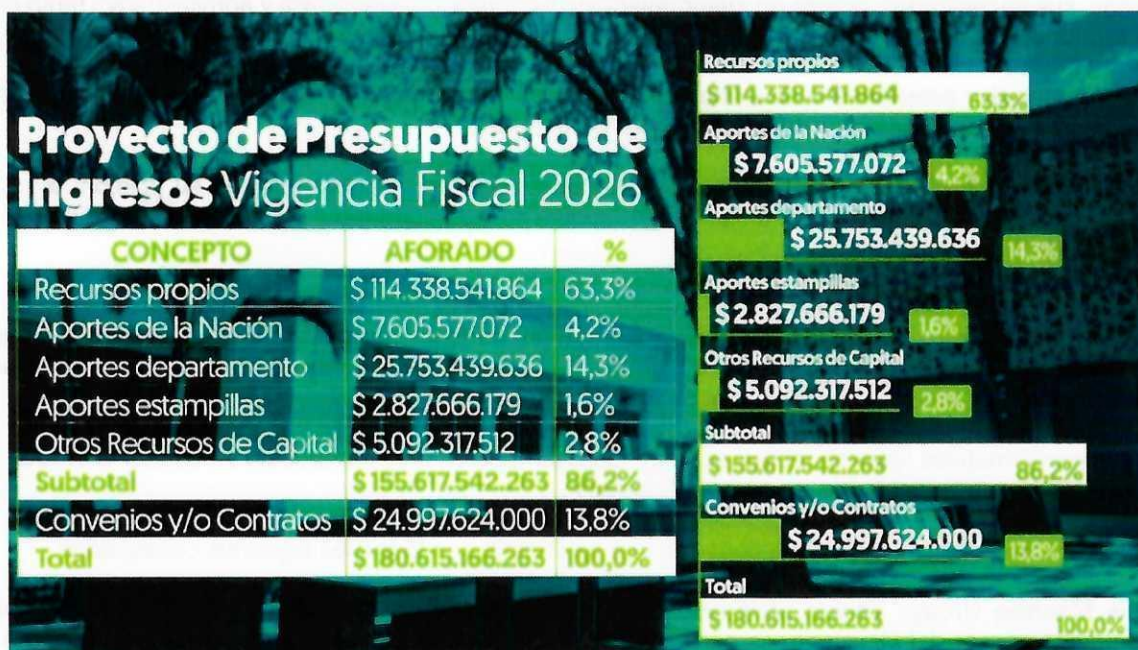 Proyecto de Presupuesto de
Ingresos Vigencia Fiscal 2026
CONCEPTO AFORADO %
Recursos propios $ 114.338.541.864 63,3%
Aportes de la Nación $ 7.605.577.072 4,2%
Aportes departamento $ 25.753.439.636 14,3%
Aportes estampillas $ 2.827.666.179 1,6%
Otros Recursos de Capital $ 5.092.317.512 2,8%
Subtotal $ 155.617.542.263 86,2%
Convenios y/o Contratos $ 24.997.624.000 13,8%
Total $ 180.615.166.263 100,0%
Recursos propios
$ 114.338.541.864 63,3%
Aportes de la Nación
$ 7.605.577.072 4,2%
Aportes departamento
$ 25.753.439.636 14,3%
Aportes estampillas
$ 2.827.666.179 1,6%
Otros Recursos de Capital
$ 5.092.317.512 2,8%
Subtotal
$ 155.617.542.263 86,2%
Convenios y/o Contratos
$ 24.997.624.000 13,8%
Total
$ 180.615.166.263 100,0%